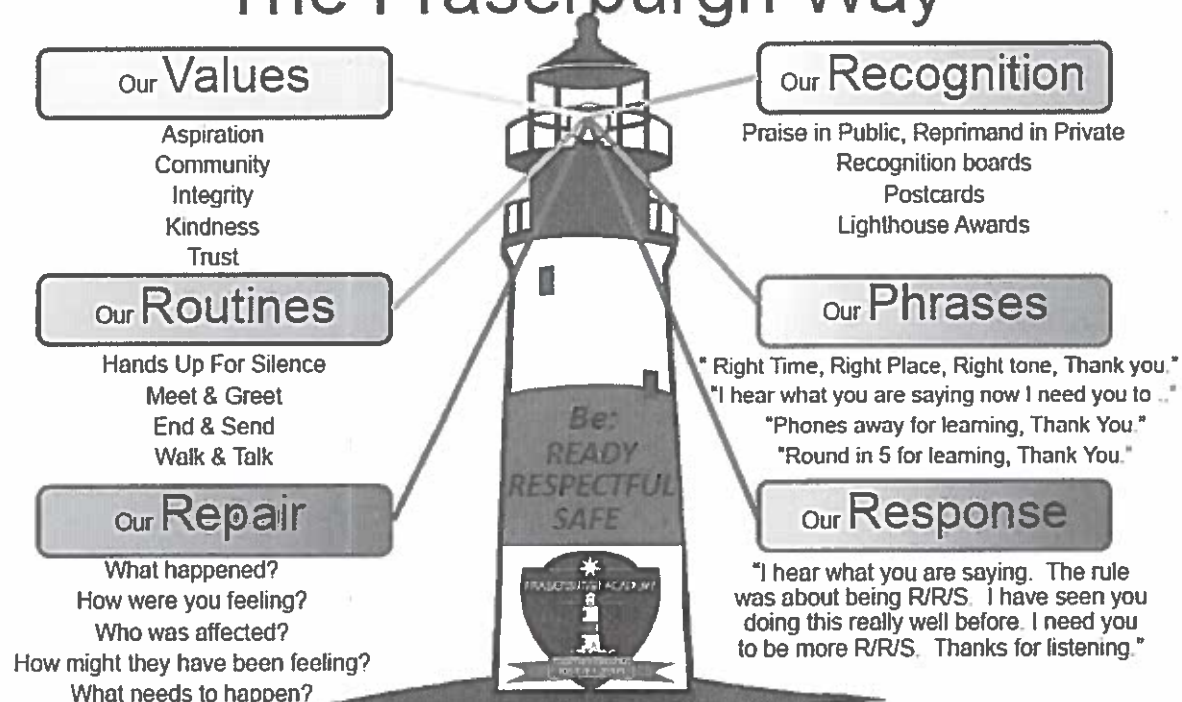 The Fraserburgh Way
Our Values
Aspiration
Community
Integrity
Kindness
Trust
Our Routines
Hands Up For Silence
Meet & Greet
End & Send
Walk & Talk
Our Repair
What happened?
How were you feeling?
Who was affected?
How might they have been feeling?
What needs to happen?
Be:
READY
RESPECTFUL
SAFE
FRASERBURGH ACADEMY
Our Recognition
Praise in Public, Reprimand in Private
Recognition boards
Postcards
Lighthouse Awards
Our Phrases
" Right Time, Right Place, Right tone, Thank you."
"I hear what you are saying now I need you to .."
"Phones away for learning, Thank You."
"Round in 5 for learning, Thank You."
Our Response
"I hear what you are saying. The rule
was about being R/R/S. I have seen you
doing this really well before. I need you
to be more R/R/S. Thanks for listening."